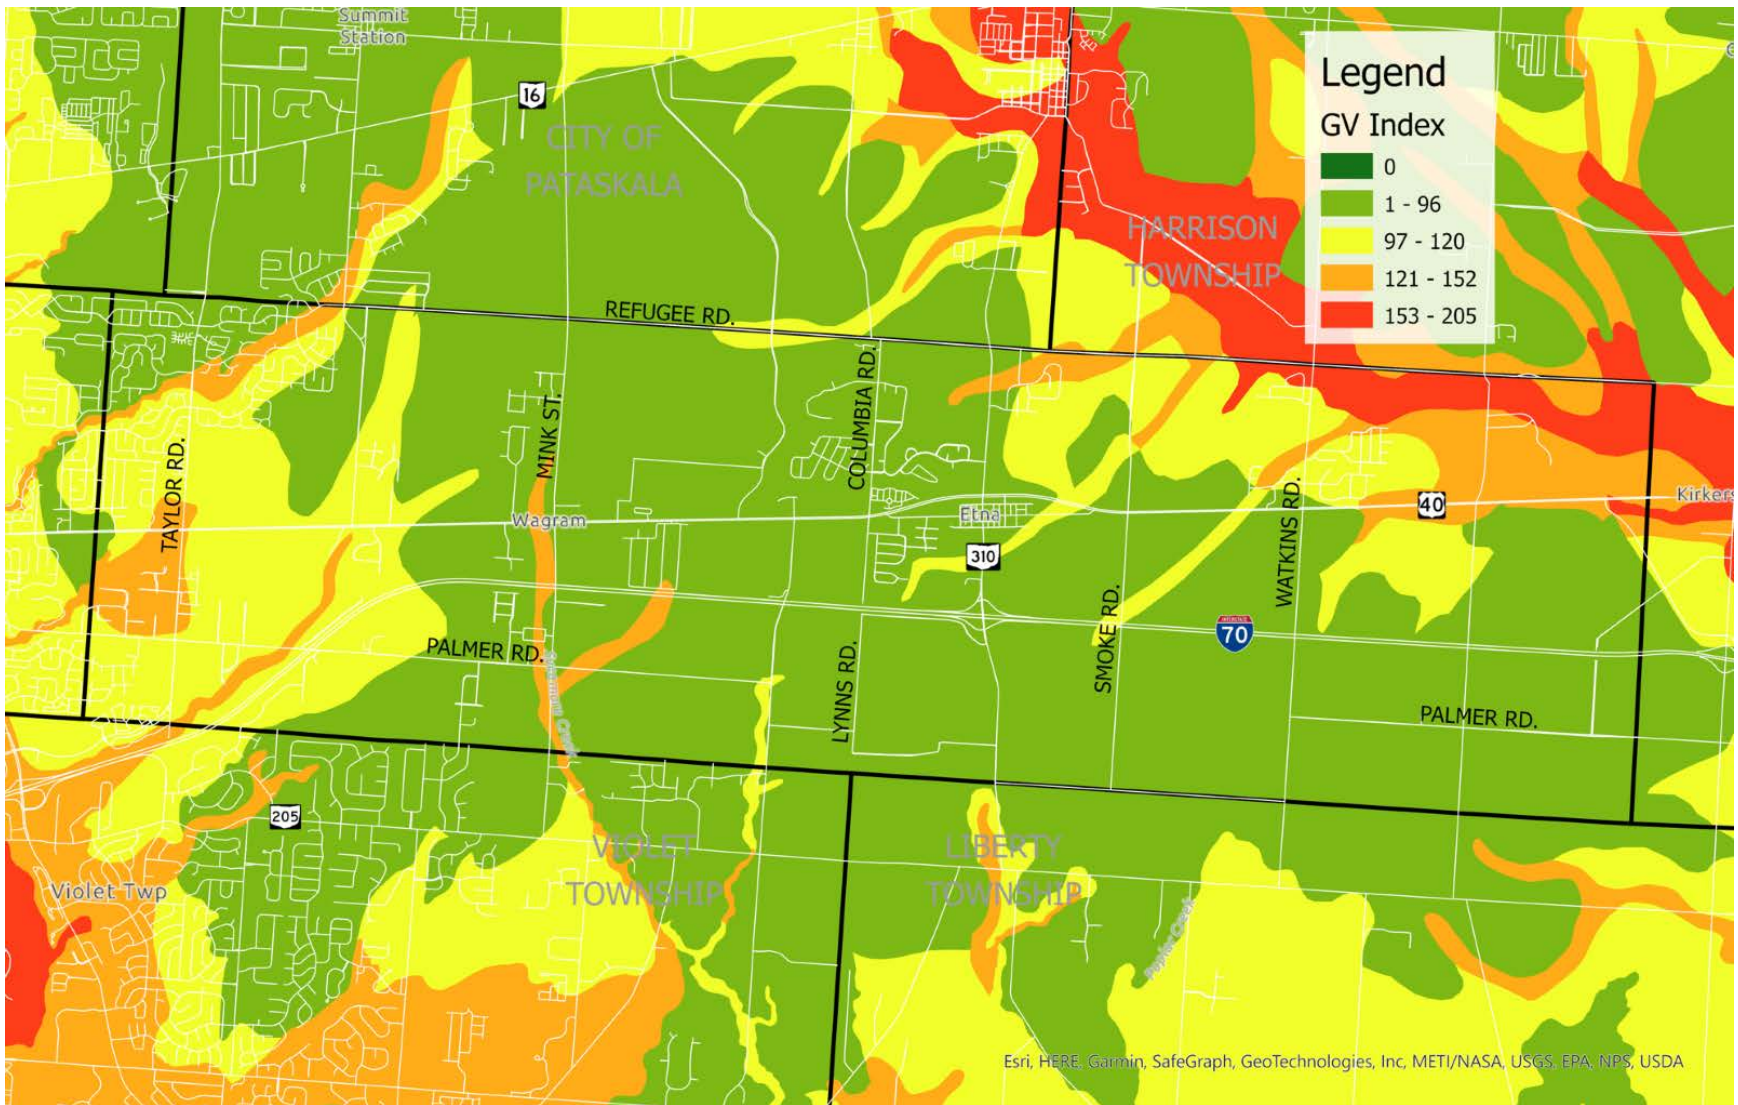 Summit
Station
16
CITY OF
PATASKALA
Legend
GV Index
0
1 - 96
97 - 120
121 - 152
153 - 205
HARRISON
TOWNSHIP
REFUGEE RD.
COLUMBIA RD.
MINK ST.
TAYLOR RD.
Wagram
Etna
310
40
Kirkers
WATKINS RD.
SMOKE RD.
70
PALMER RD.
LYNNS RD.
PALMER RD.
205
VIOLET
TOWNSHIP
LIBERTY
TOWNSHIP
Violet Twp
Esri, HERE, Garmin, SafeGraph, GeoTechnologies, Inc, METI/NASA, USGS, EPA, NPS, USDA